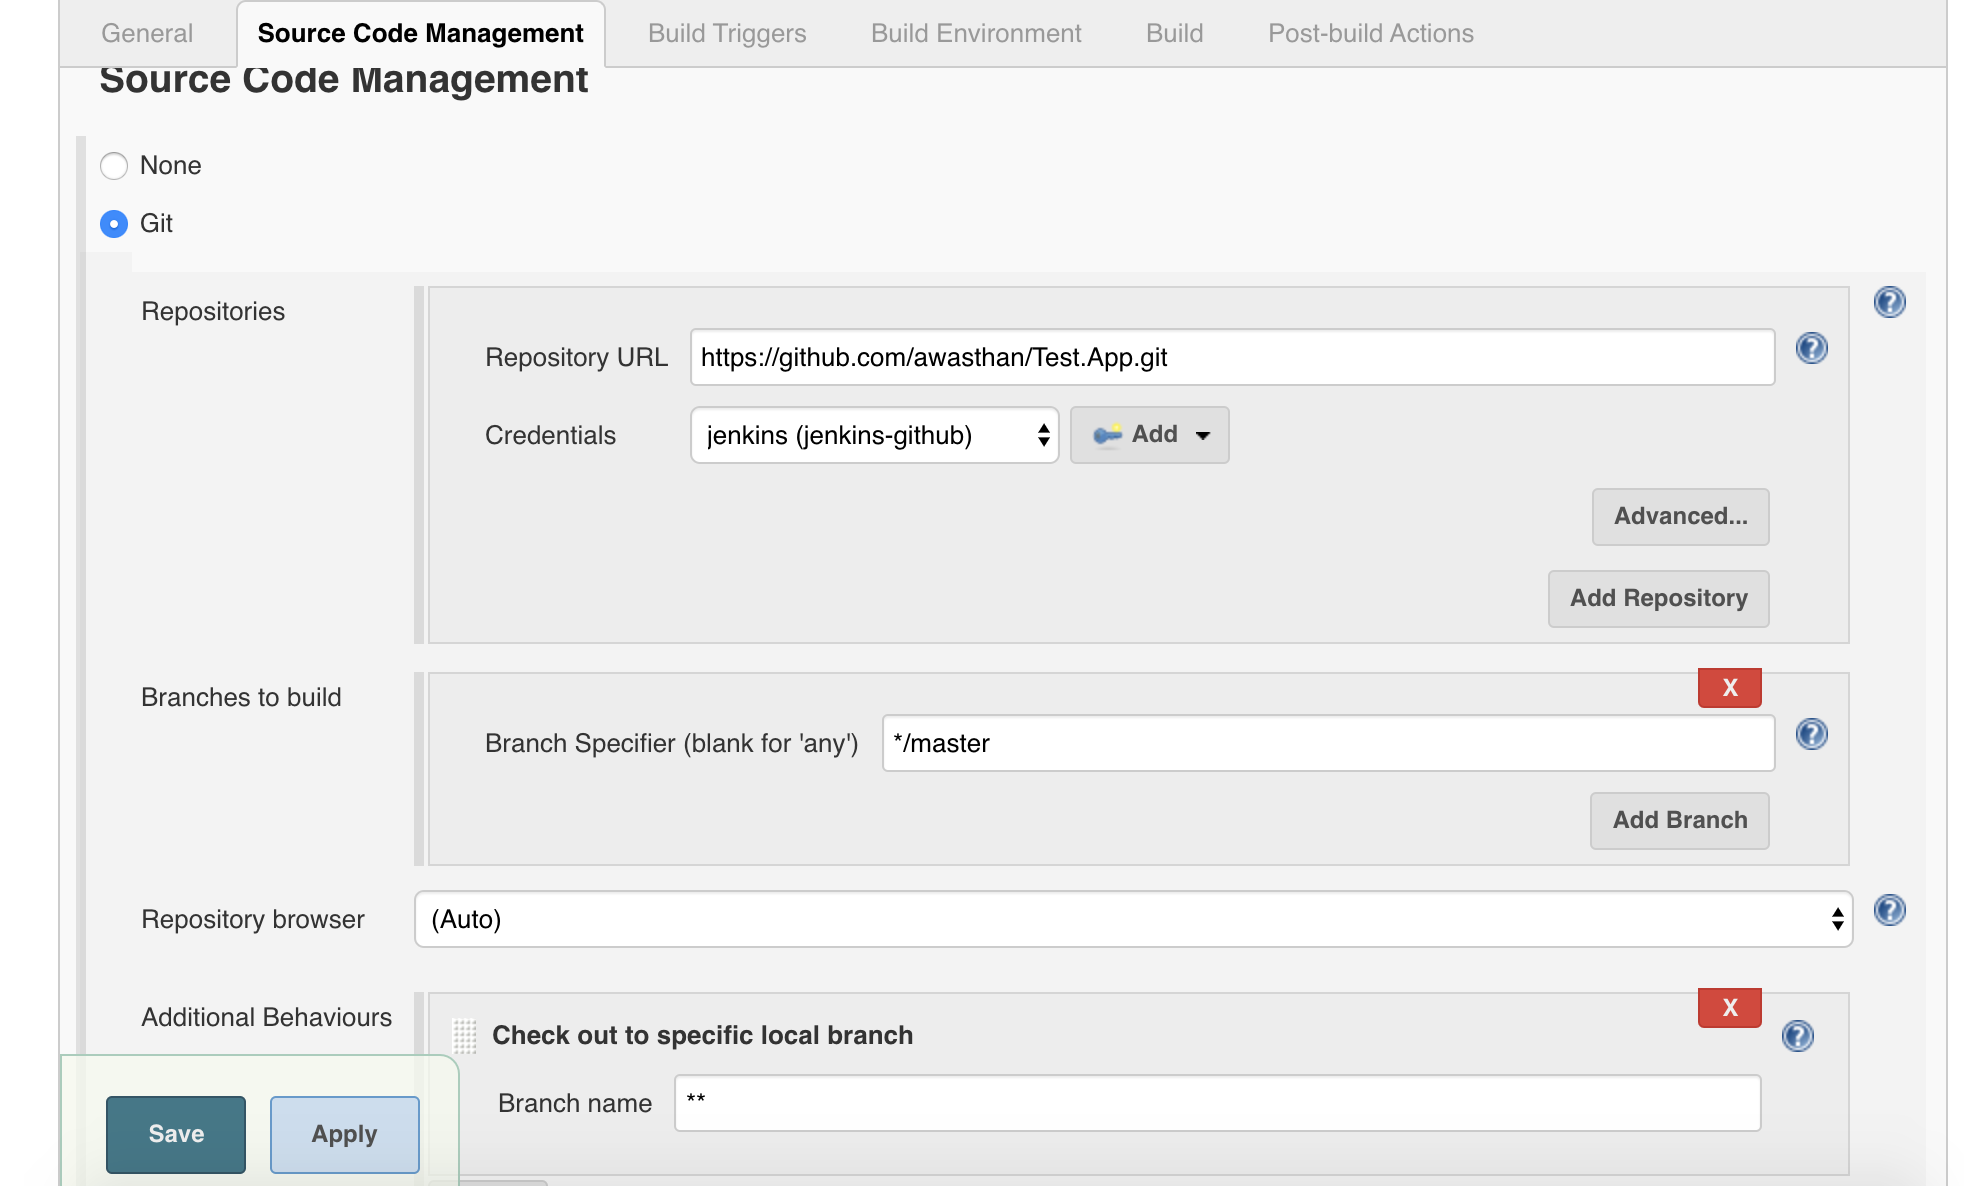 General
Source Code Management
Build Triggers
Build Environment
Build
Post-build Actions
Source Code Management
None
Git
Repositories
Repository URL
https://github.com/awasthan/Test.App.git
Credentials
jenkins (jenkins-github)
Add
Advanced...
Add Repository
Branches to build
X
Branch Specifier (blank for 'any')
*/master
Add Branch
Repository browser
(Auto)
Additional Behaviours
X
Check out to specific local branch
Branch name
**
Save
Apply